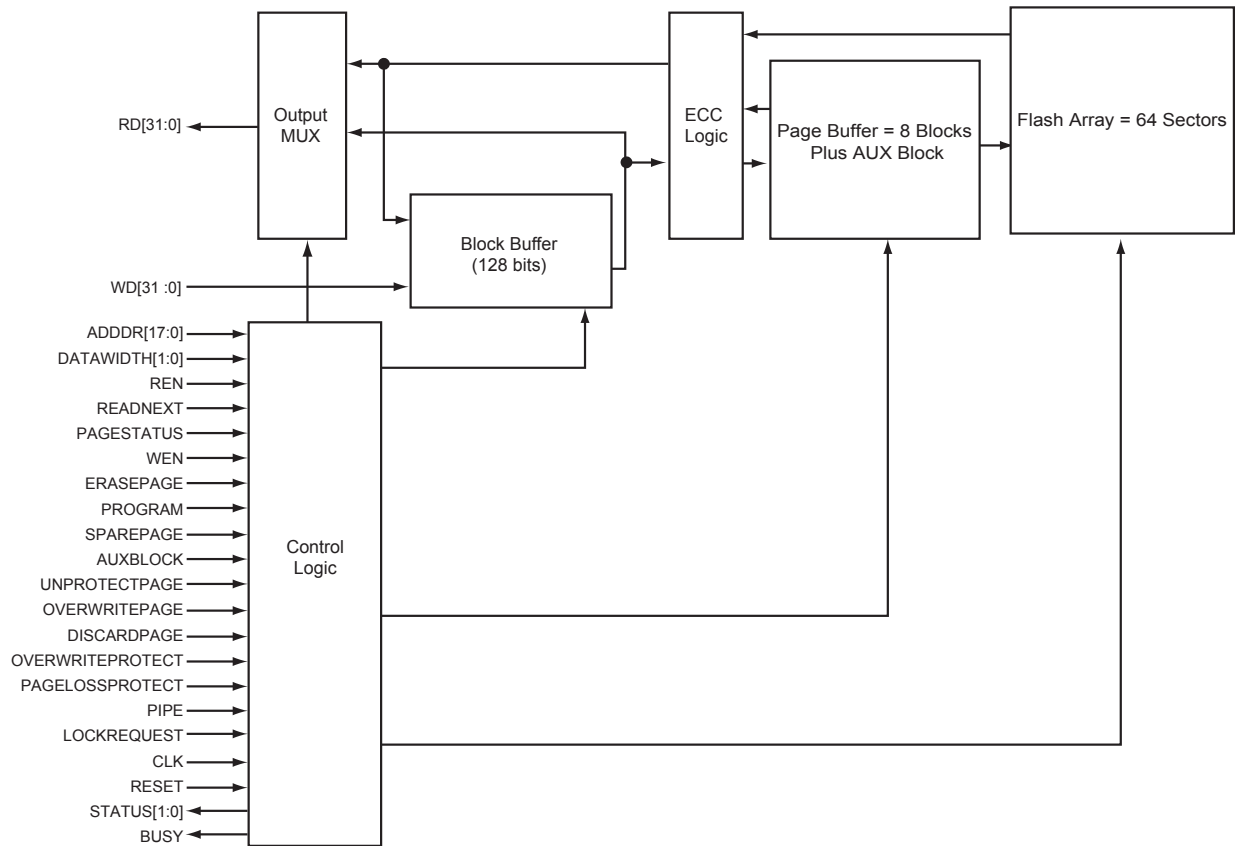 Output
MUX
RD[31:0]
ECC
Logic
Page Buffer = 8 Blocks
Plus AUX Block
Flash Array = 64 Sectors
Block Buffer
(128 bits)
WD[31 :0]
ADDDR[17:0]
DATAWIDTH[1:0]
REN
READNEXT
PAGESTATUS
WEN
ERASEPAGE
PROGRAM
SPAREPAGE
AUXBLOCK
UNPROTECTPAGE
OVERWRITEPAGE
DISCARDPAGE
OVERWRITEPROTECT
PAGELOSSPROTECT
PIPE
LOCKREQUEST
CLK
RESET
STATUS[1:0]
BUSY
Control
Logic